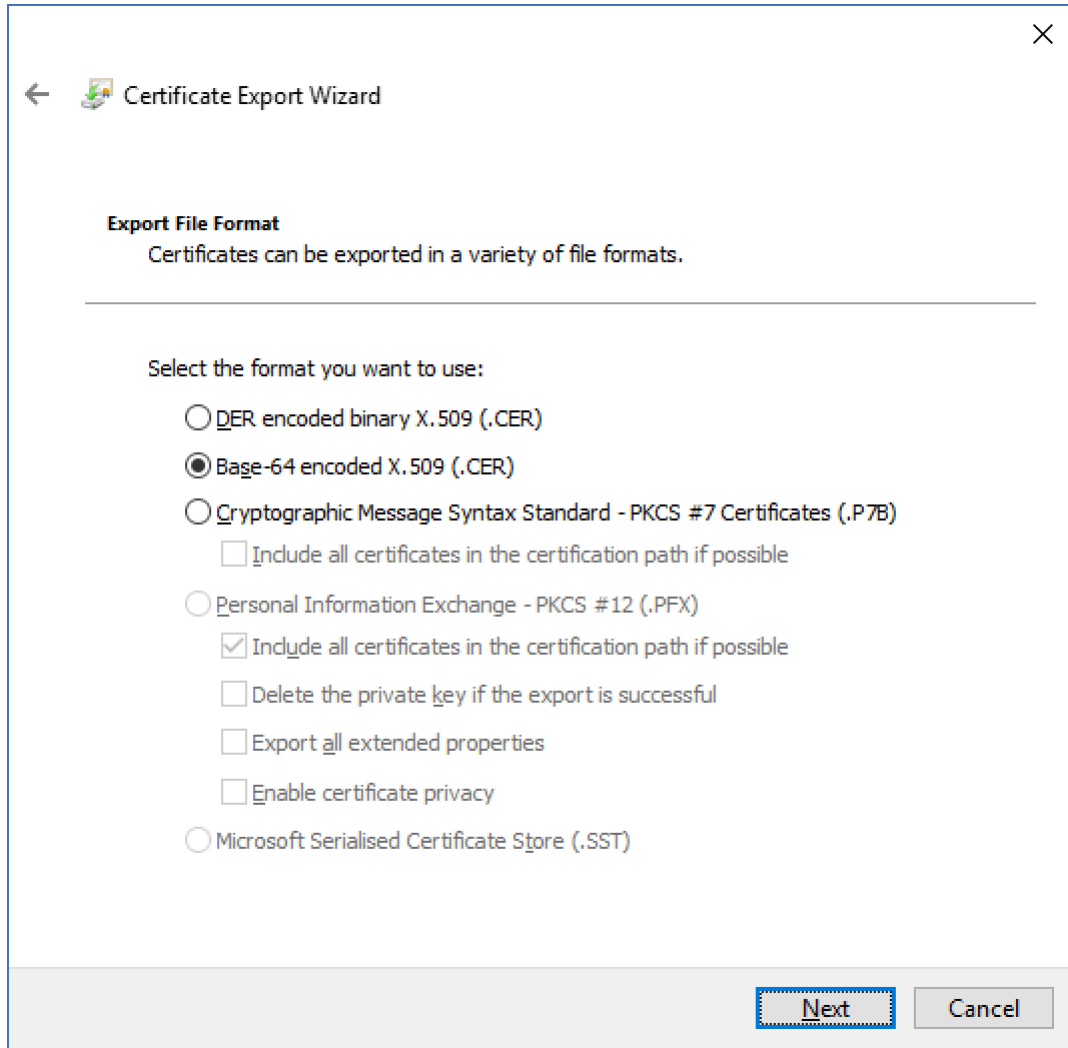 Certificate Export Wizard
Export File Format
Certificates can be exported in a variety of file formats.
Select the format you want to use:
DER encoded binary X.509 (.CER)
Base-64 encoded X.509 (.CER)
Cryptographic Message Syntax Standard - PKCS #7 Certificates (.P7B)
Include all certificates in the certification path if possible
Personal Information Exchange - PKCS #12 (.PFX)
Include all certificates in the certification path if possible
Delete the private key if the export is successful
Export all extended properties
Enable certificate privacy
Microsoft Serialised Certificate Store (.SST)
Next Cancel